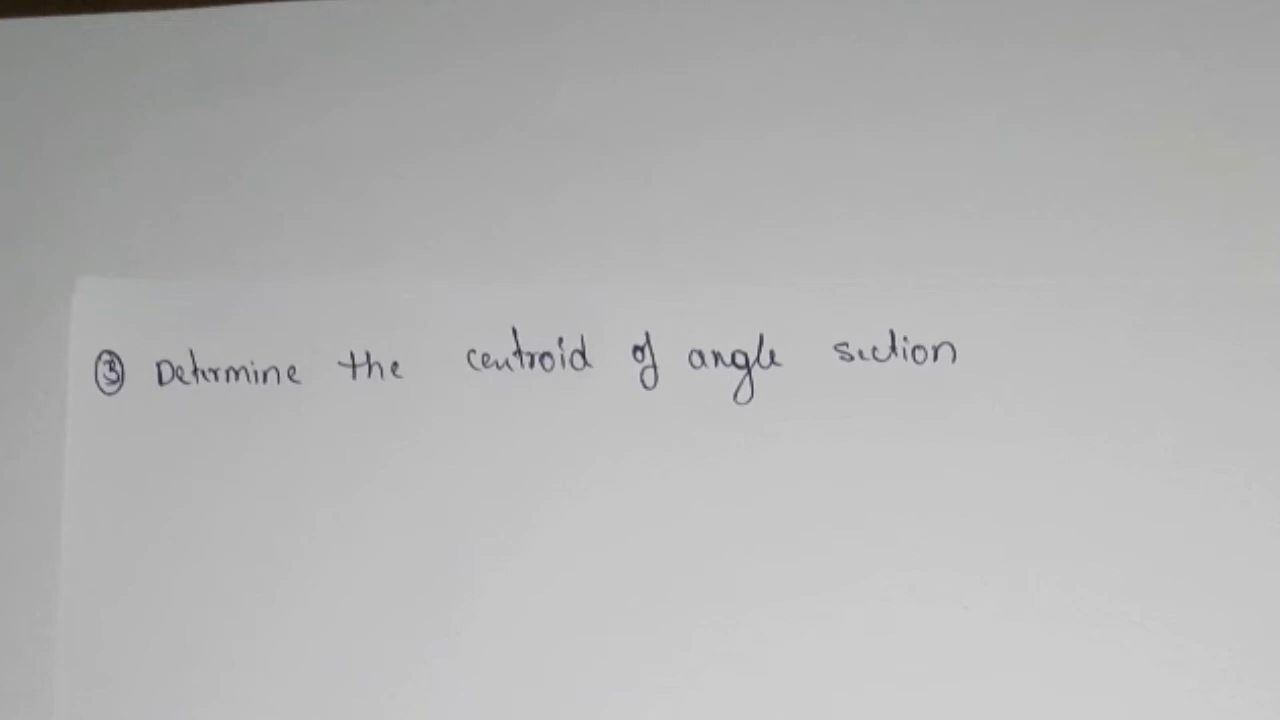 ③ Determine the centroid of angle section